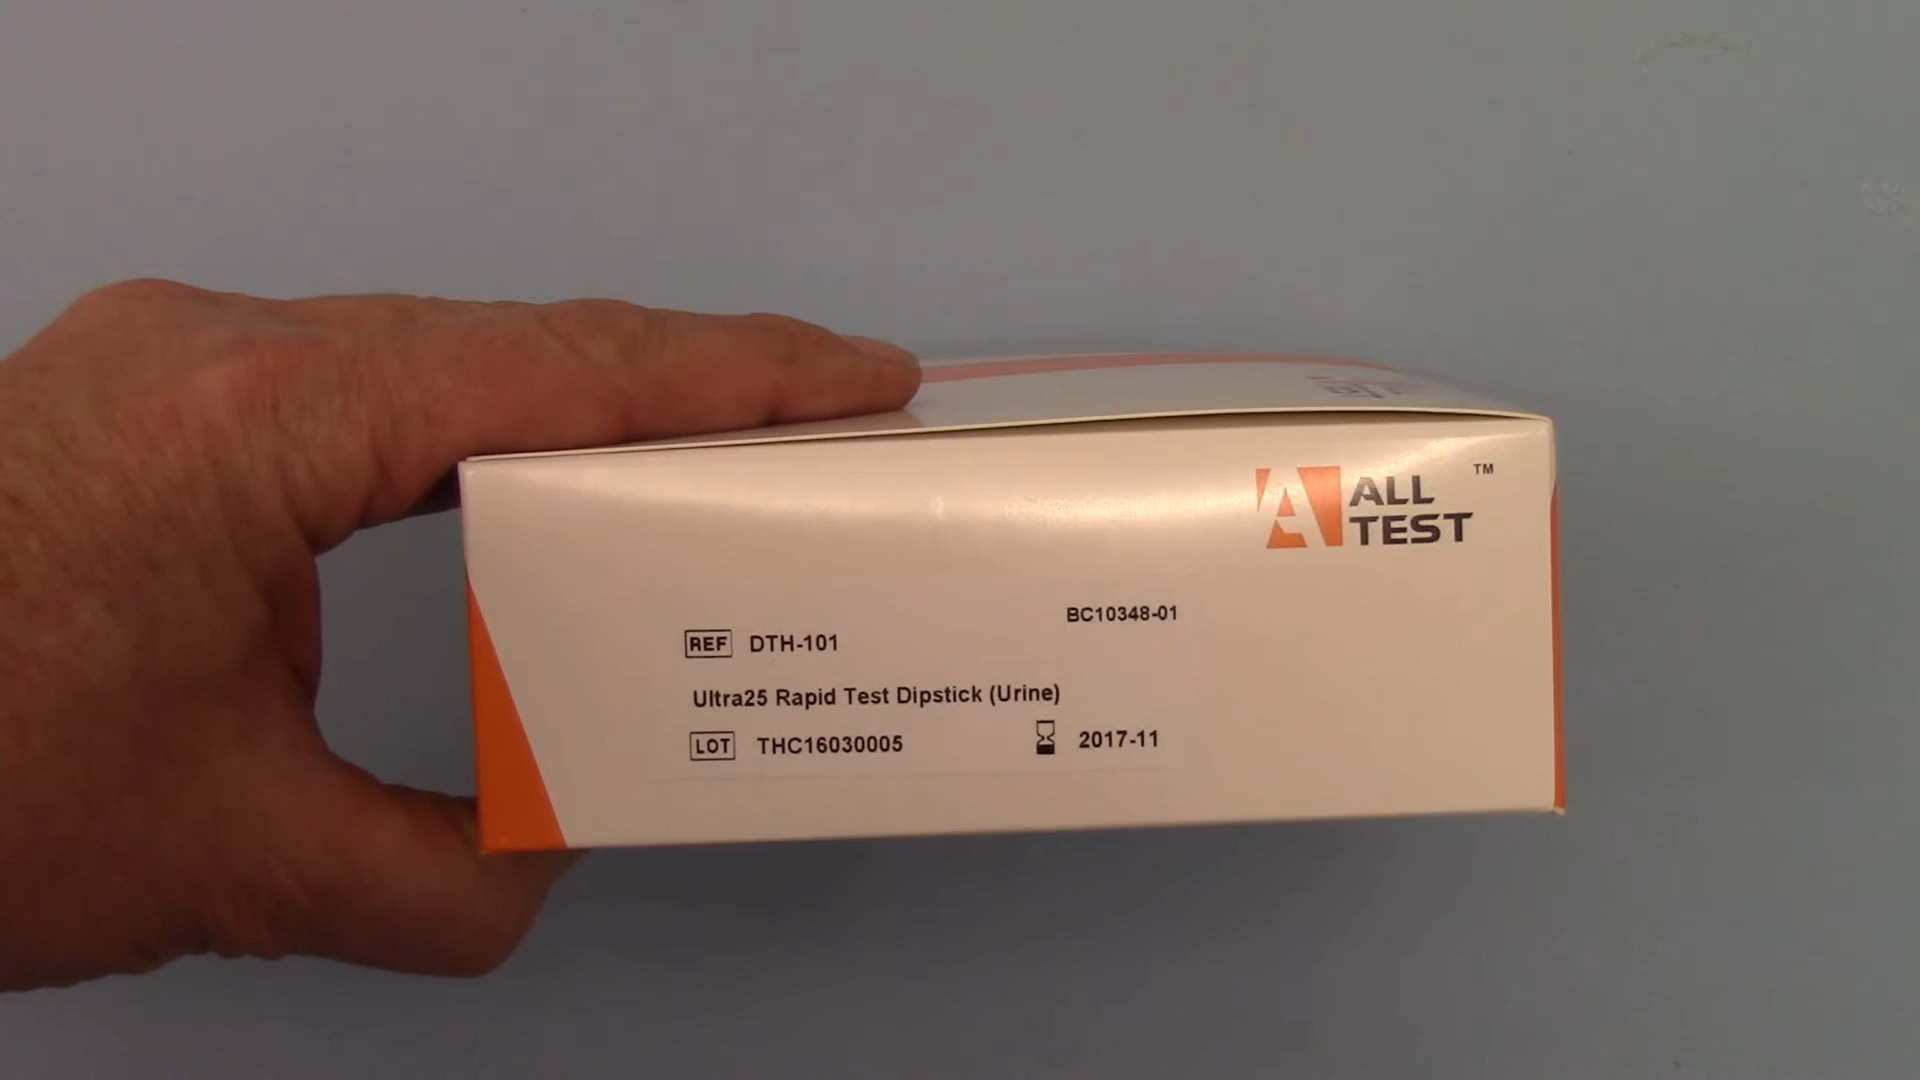 ALL
TEST
TM
BC10348-01
REF DTH-101
Ultra25 Rapid Test Dipstick (Urine)
LOT THC16030005 2017-11